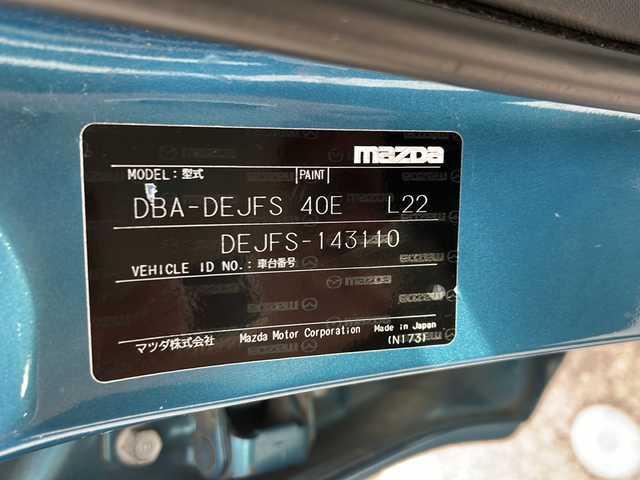 mazda
MODEL: 型式 PAINT
DBA-DEJFS 40E L22
DEJFS-143110
VEHICLE ID NO.: 車台番号
マツダ株式会社 Mazda Motor Corporation Made in Japan
(N173)